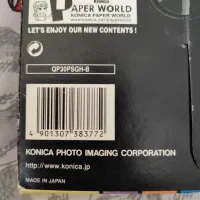 KONICA
PAPER WORLD
KONICA PAPER WORLD
LET'S ENJOY OUR NEW CONTENTS!
QP30PSGH-B
4 901307 383772
KONICA PHOTO IMAGING CORPORATION
http://www.konica.jp
MADE IN JAPAN